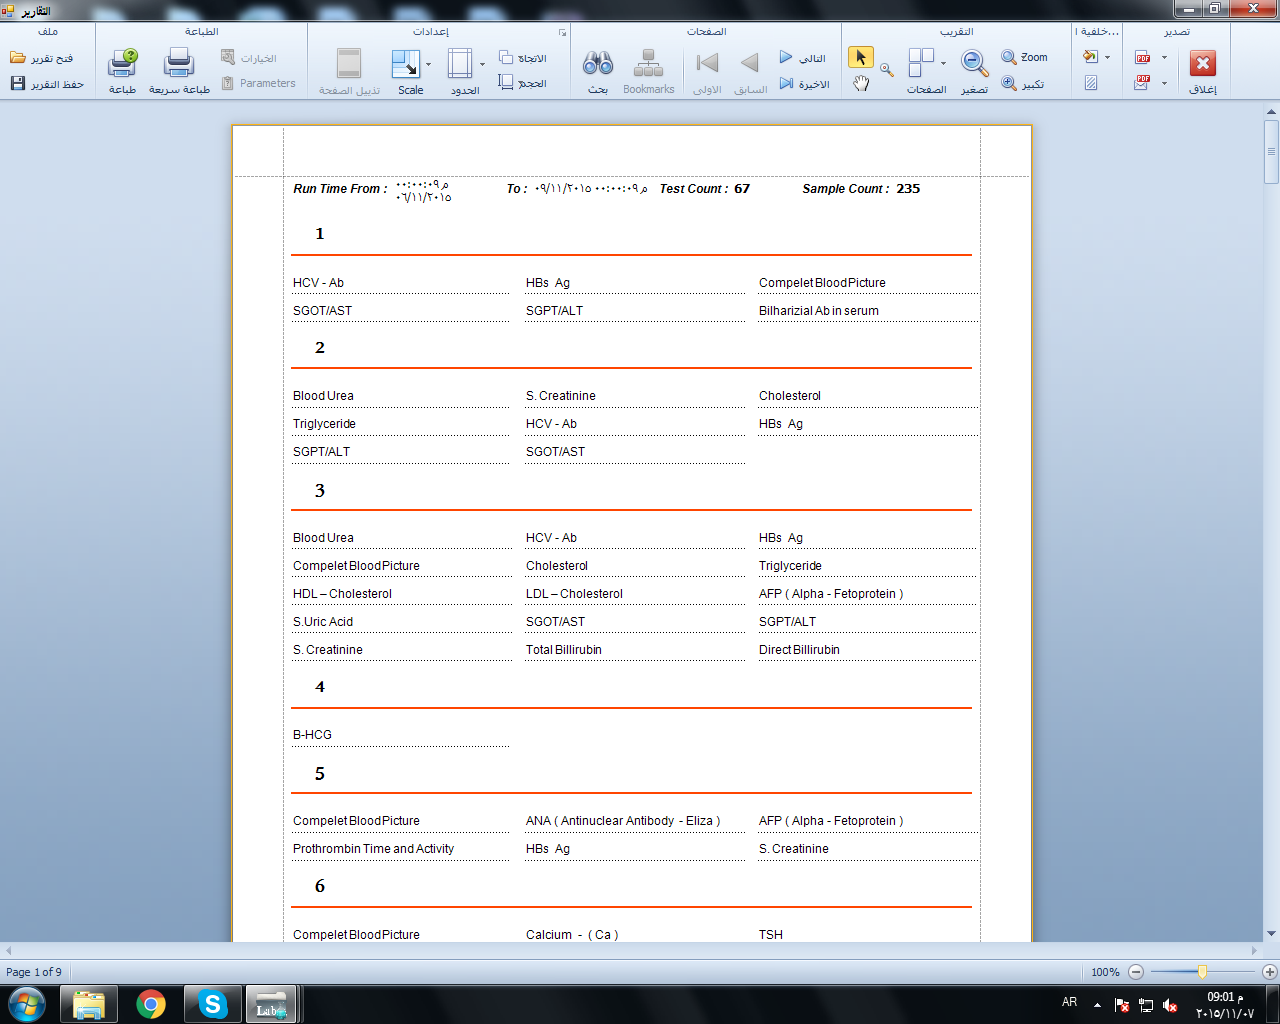 التقارير
ملف
الطباعة
إعدادات
الصفحات
التقريب
خلفية ا...
تصدير
فتح تقرير
حفظ التقرير
طباعة
طباعة سريعة
الخيارات
Parameters
تذييل الصفحة
Scale
الحدود
الاتجاه
الحجم
بحث
Bookmarks
الاولى
السابق
التالي
الاخيرة
الصفحات
تصغير
Zoom
تكبير
PDF
PDF
إغلاق
Run Time From : ٠٠:٠٠:٠٩ م ٠٦/١١/٢٠١٥ To : ٠٩/١١/٢٠١٥ ٠٠:٠٠:٠٩ م Test Count : 67 Sample Count : 235
1
HCV - Ab HBs Ag Compelet Blood Picture
SGOT/AST SGPT/ALT Bilharizial Ab in serum
2
Blood Urea S. Creatinine Cholesterol
Triglyceride HCV - Ab HBs Ag
SGPT/ALT SGOT/AST
3
Blood Urea HCV - Ab HBs Ag
Compelet Blood Picture Cholesterol Triglyceride
HDL – Cholesterol LDL – Cholesterol AFP ( Alpha - Fetoprotein )
S.Uric Acid SGOT/AST SGPT/ALT
S. Creatinine Total Billirubin Direct Billirubin
4
B-HCG
5
Compelet Blood Picture ANA ( Antinuclear Antibody - Eliza ) AFP ( Alpha - Fetoprotein )
Prothrombin Time and Activity HBs Ag S. Creatinine
6
Compelet Blood Picture Calcium - ( Ca ) TSH
Page 1 of 9
100%
AR
09:01 م
٢٠١٥/١١/٠٧